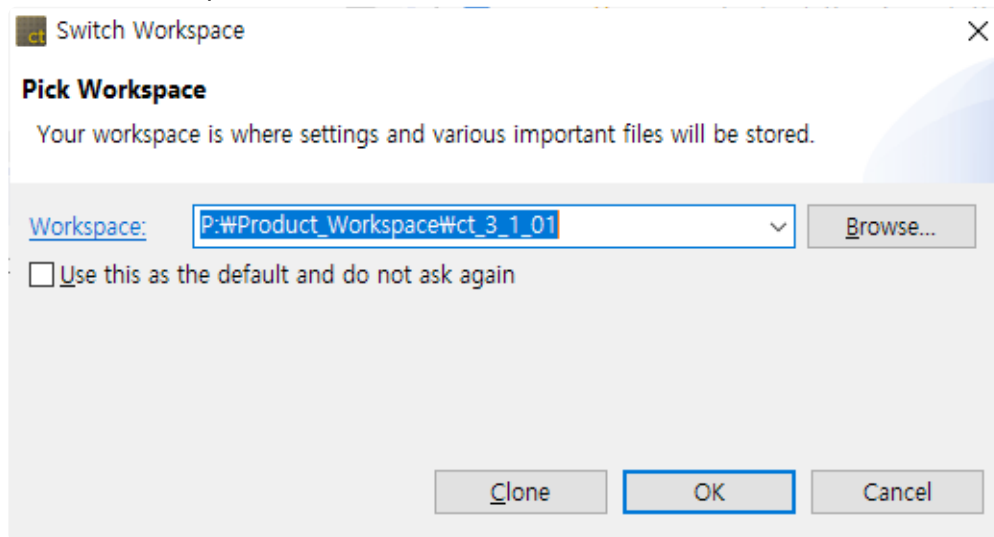 ct Switch Workspace
Pick Workspace
Your workspace is where settings and various important files will be stored.
Workspace: P:₩Product_Workspace₩ct_3_1_01 Browse...
Use this as the default and do not ask again
Clone OK Cancel